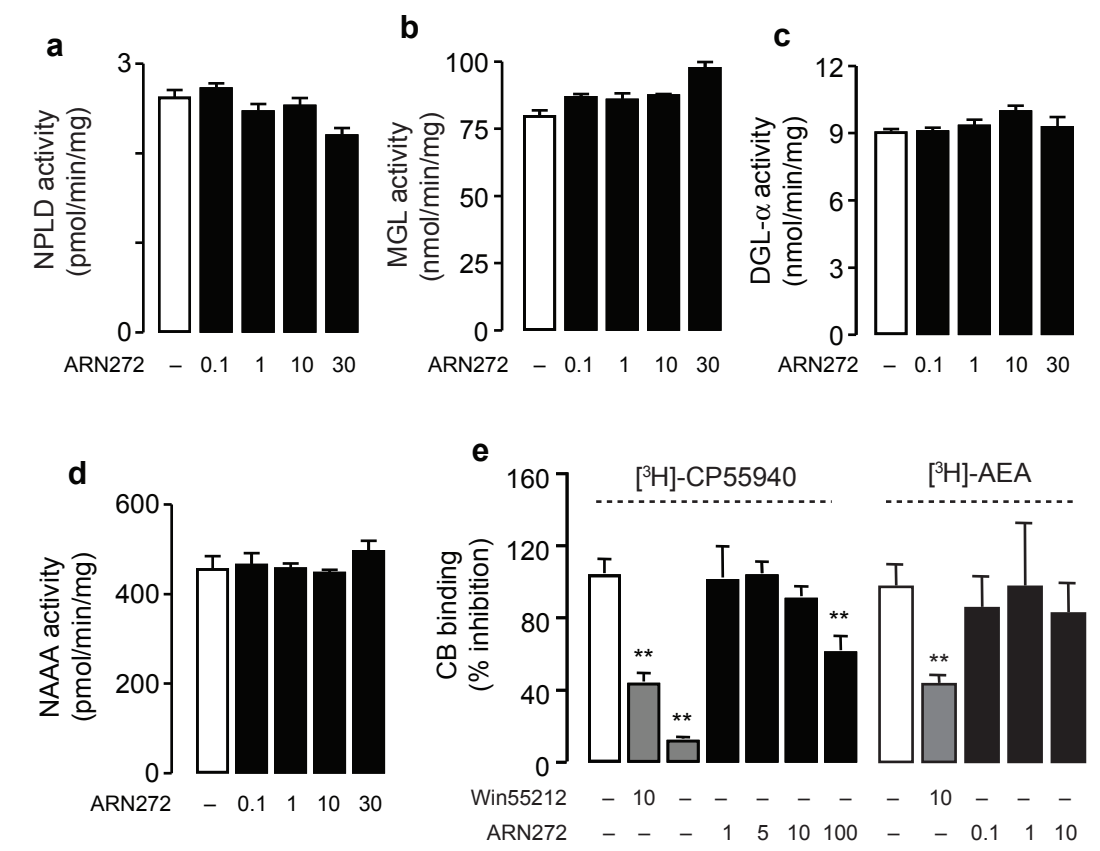 a
NPLD activity
(pmol/min/mg)
3
0
ARN272 – 0.1 1 10 30
b
MGL activity
(nmol/min/mg)
100
75
50
25
0
ARN272 – 0.1 1 10 30
c
DGL-α activity
(nmol/min/mg)
12
9
6
3
0
ARN272 – 0.1 1 10 30
d
NAAA activity
(pmol/min/mg)
600
400
200
0
ARN272 – 0.1 1 10 30
e
CB binding
(% inhibition)
160
120
80
40
0
[³H]-CP55940
[³H]-AEA
**
**
**
**
Win55212 – 10 – – – – – – 10 – – –
ARN272 – – – 1 5 10 100 – – 0.1 1 10